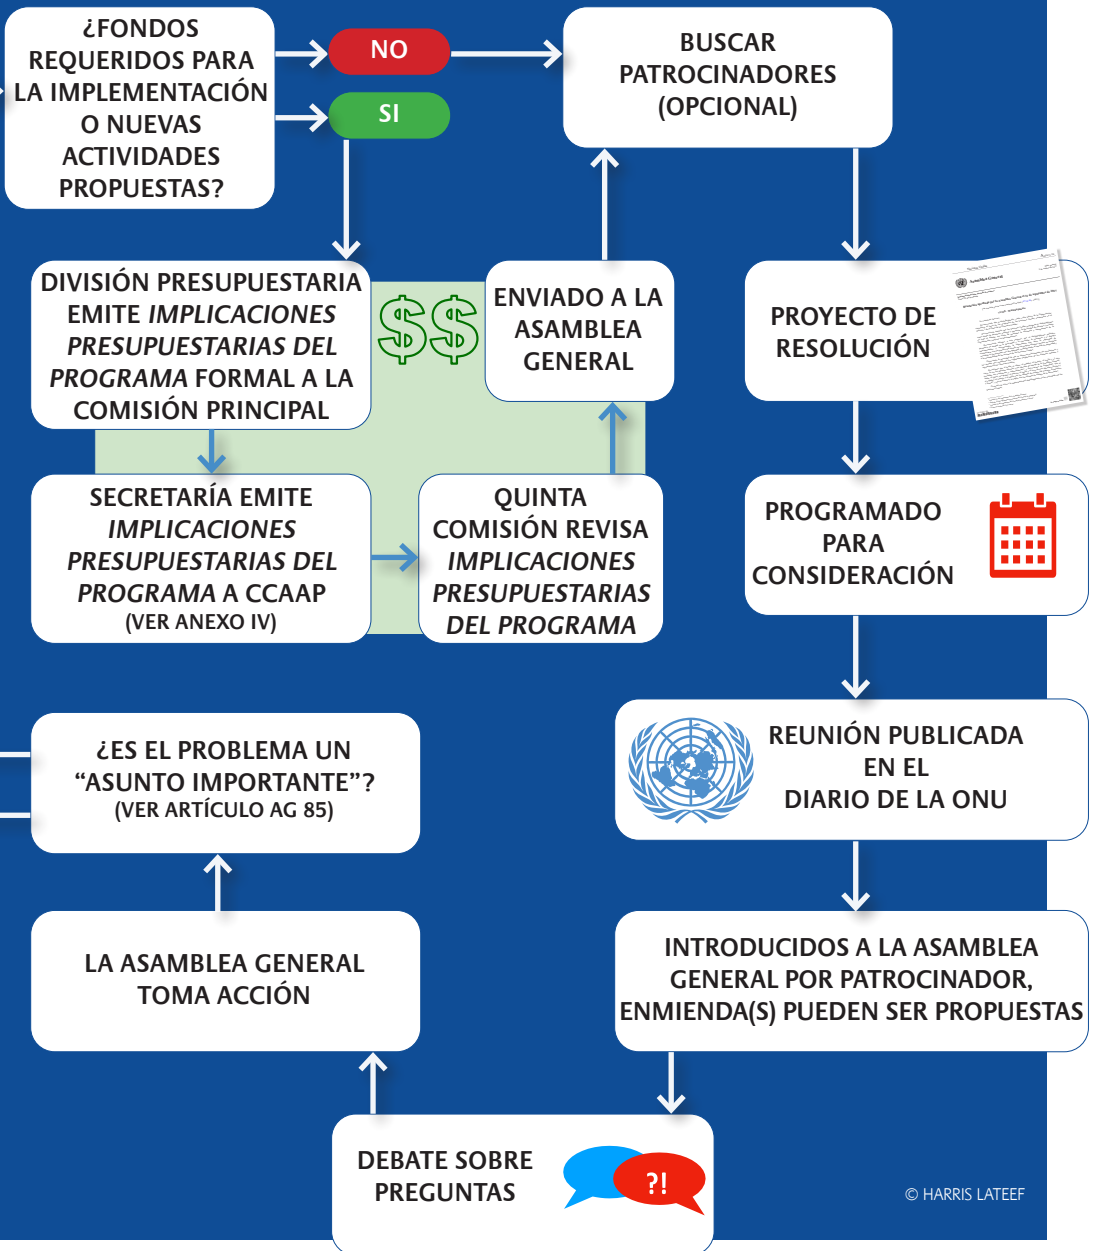 ¿FONDOS
REQUERIDOS PARA
LA IMPLEMENTACIÓN
O NUEVAS
ACTIVIDADES
PROPUESTAS?
NO
SI
BUSCAR
PATROCINADORES
(OPCIONAL)
DIVISIÓN PRESUPUESTARIA
EMITE IMPLICACIONES
PRESUPUESTARIAS DEL
PROGRAMA FORMAL A LA
COMISIÓN PRINCIPAL
$$
ENVIADO A LA
ASAMBLEA
GENERAL
PROYECTO DE
RESOLUCIÓN
SECRETARÍA EMITE
IMPLICACIONES
PRESUPUESTARIAS DEL
PROGRAMA A CCAAP
(VER ANEXO IV)
QUINTA
COMISIÓN REVISA
IMPLICACIONES
PRESUPUESTARIAS
DEL PROGRAMA
PROGRAMADO
PARA
CONSIDERACIÓN
¿ES EL PROBLEMA UN
“ASUNTO IMPORTANTE”?
(VER ARTÍCULO AG 85)
REUNIÓN PUBLICADA
EN EL
DIARIO DE LA ONU
LA ASAMBLEA GENERAL
TOMA ACCIÓN
INTRODUCIDOS A LA ASAMBLEA
GENERAL POR PATROCINADOR,
ENMIENDA(S) PUEDEN SER PROPUESTAS
DEBATE SOBRE
PREGUNTAS
?!
© HARRIS LATEEF